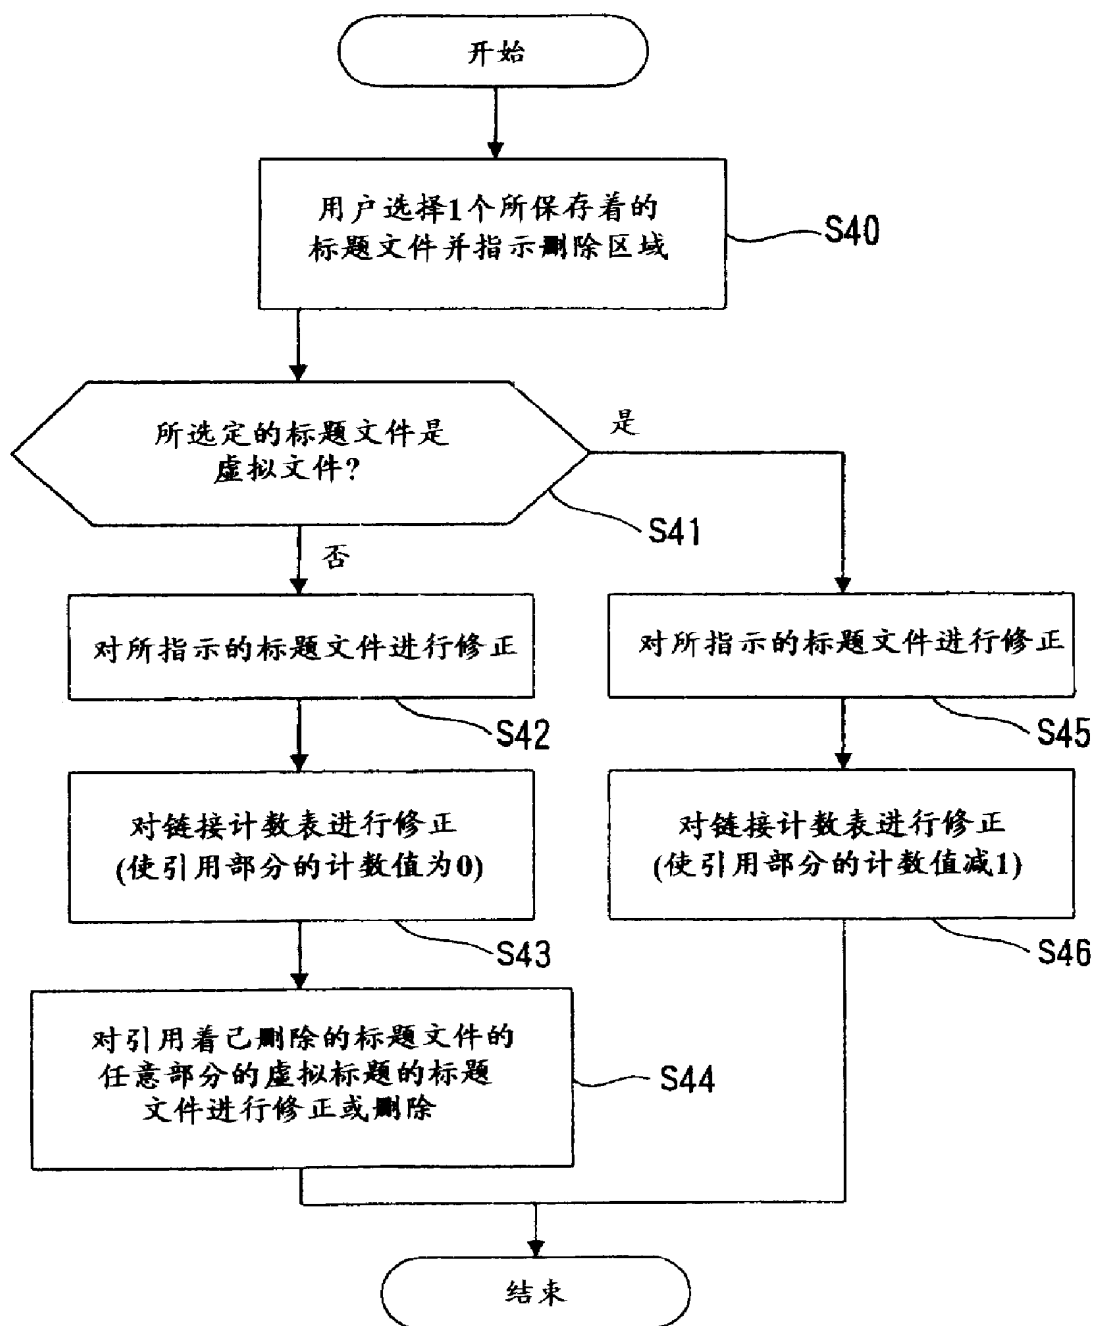 开始
用户选择1个所保存着的
标题文件并指示删除区域
S40
所选定的标题文件是
虚拟文件?
是
S41
否
对所指示的标题文件进行修正
S42
对所指示的标题文件进行修正
S45
对链接计数表进行修正
(使引用部分的计数值为0)
S43
对链接计数表进行修正
(使引用部分的计数值减1)
S46
对引用着已删除的标题文件的
任意部分的虚拟标题的标题
文件进行修正或删除
S44
结束